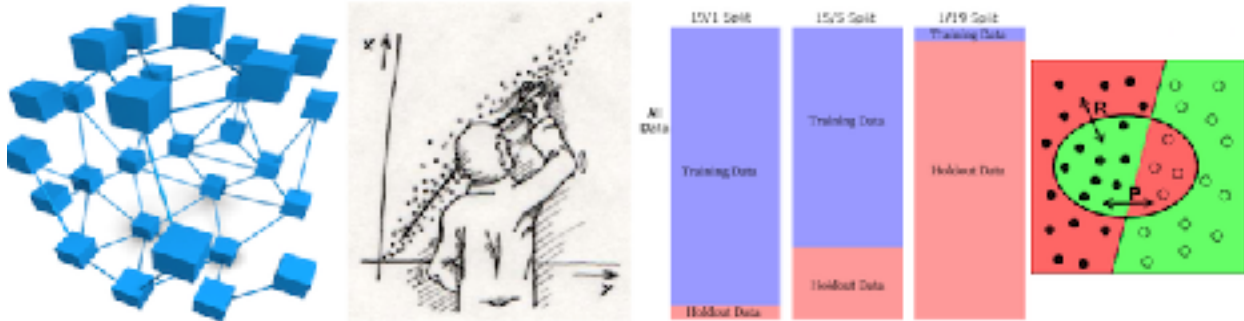 X
Y
19/1 Split
15/5 Split
1/19 Split
All
Data
Training Data
Holdout Data
Training Data
Holdout Data
Training Data
Holdout Data
R
P